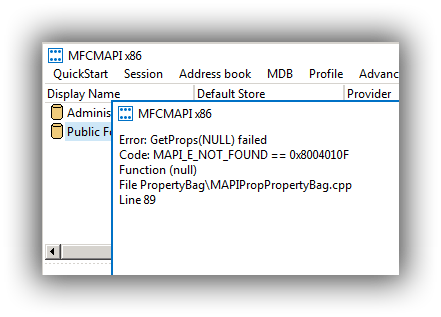 MFCMAPI x86
QuickStart Session Address book MDB Profile Advanc
Display Name Default Store Provider
Adminis
Public Fo
MFCMAPI x86
Error: GetProps(NULL) failed
Code: MAPI_E_NOT_FOUND == 0x8004010F
Function (null)
File PropertyBag\MAPIPropPropertyBag.cpp
Line 89